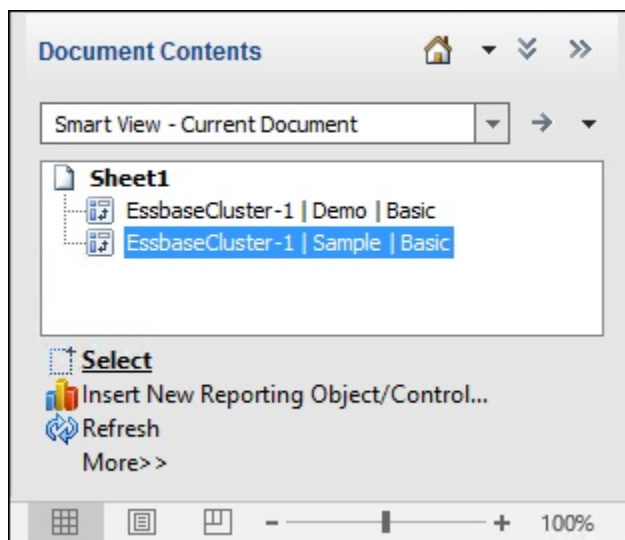 Document Contents
Smart View - Current Document
Sheet1
EssbaseCluster-1 | Demo | Basic
EssbaseCluster-1 | Sample | Basic
Select
Insert New Reporting Object/Control...
Refresh
More>>
100%